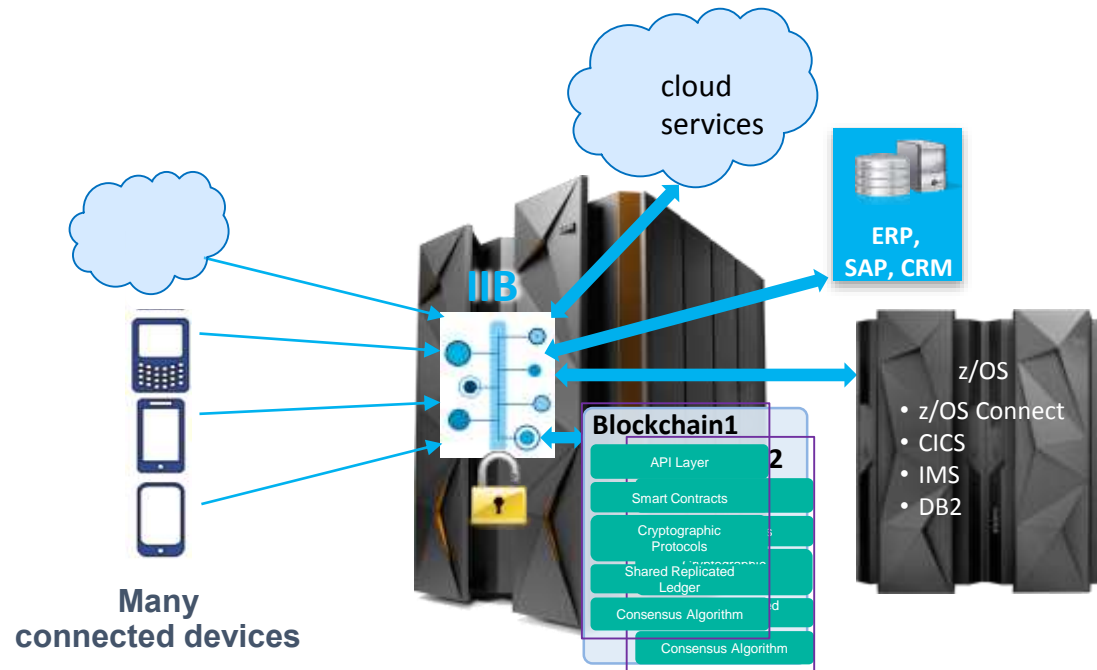 cloud
services
ERP,
SAP, CRM
IIB
z/OS
• z/OS Connect
• CICS
• IMS
• DB2
Blockchain1
2
API Layer
Smart Contracts
Cryptographic
Protocols
Shared Replicated
Ledger
Consensus Algorithm
Consensus Algorithm
Many
connected devices